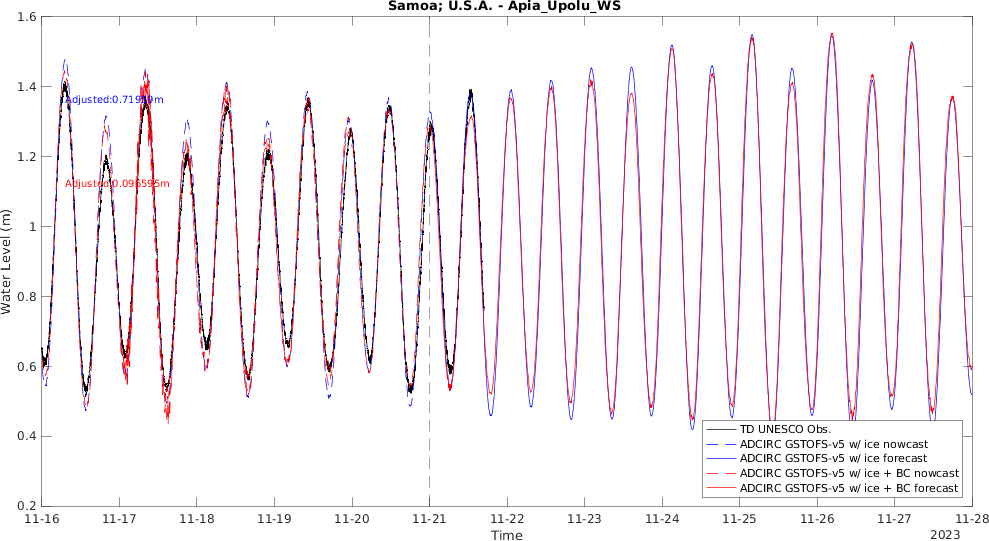 Samoa; U.S.A. - Apia_Upolu_WS
1.6
1.4
1.2
1
0.8
0.6
0.4
0.2
Water Level (m)
Adjusted:0.71969m
Adjusted:0.096595m
TD UNESCO Obs.
ADCIRC GSTOFS-v5 w/ ice nowcast
ADCIRC GSTOFS-v5 w/ ice forecast
ADCIRC GSTOFS-v5 w/ ice + BC nowcast
ADCIRC GSTOFS-v5 w/ ice + BC forecast
11-16 11-17 11-18 11-19 11-20 11-21 11-22 11-23 11-24 11-25 11-26 11-27 11-28
Time
2023